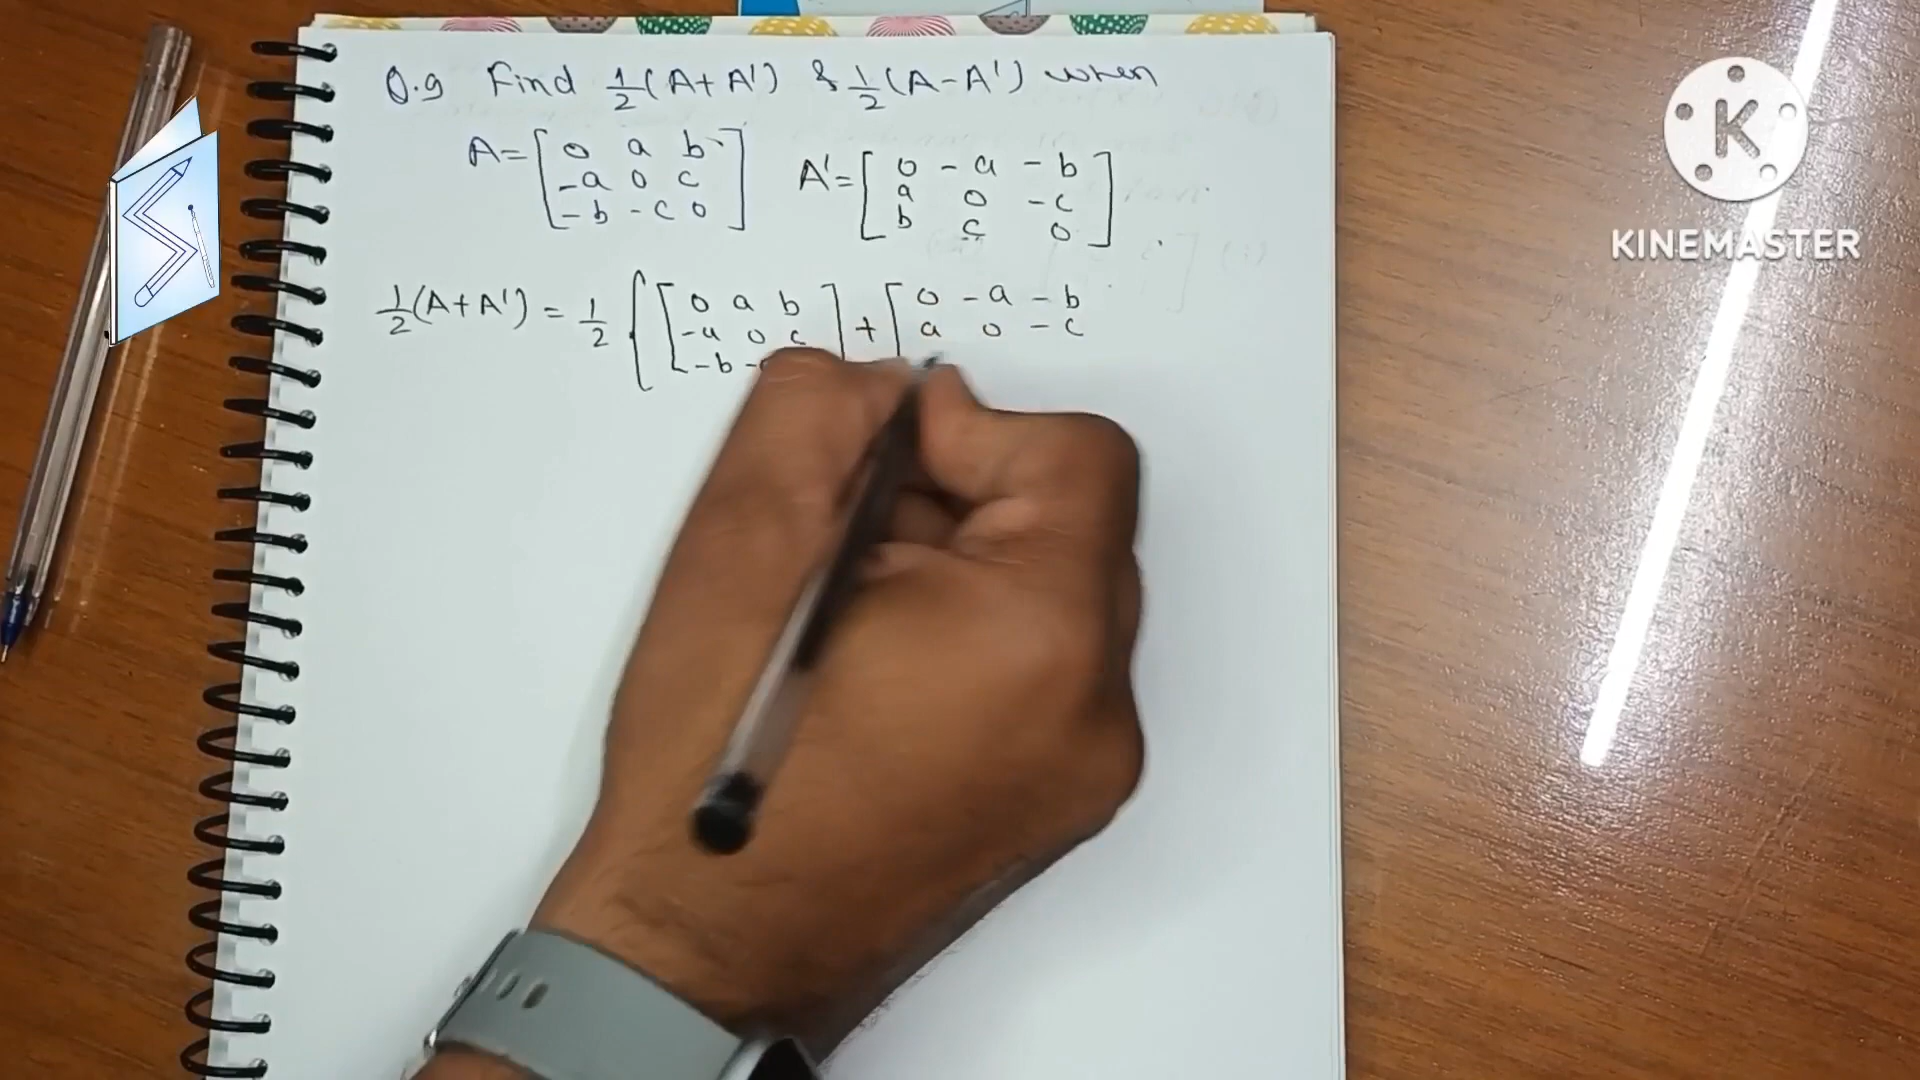 Q.9 Find 1/2(A+A') & 1/2(A-A') when
A=[0 a b
-a 0 c
-b -c 0]
A'=[0 -a -b
a 0 -c
b c 0]
1/2(A+A') = 1/2{[0 a b
-a 0 c
-b -
] + [0 -a -b
a 0 -c
K
KINEMASTER